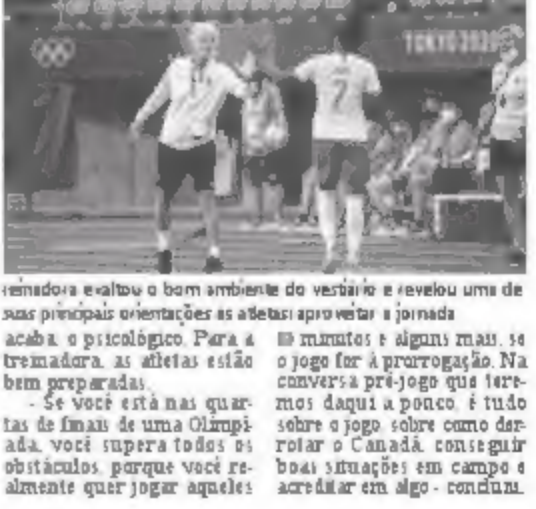 TOKYO 2020
7
treinadora exaltou o bom ambiente do vestiário e revelou uma de
suas principais orientações às atletas: aproveitar a jornada
acaba, o psicológico. Para a
treinadora, as atletas estão
bem preparadas.
- Se você está nas quar-
tas de finais de uma Olimpí-
ada, você supera todos os
obstáculos, porque você re-
almente quer jogar aqueles
minutos e alguns mais, se
o jogo for à prorrogação. Na
conversa pré-jogo que tere-
mos daqui a pouco, é tudo
sobre o jogo, sobre como der-
rotar o Canadá, conseguir
boas situações em campo e
acreditar em algo - concluiu.